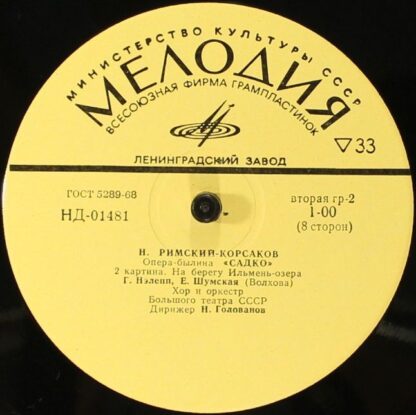 МИНИСТЕРСТВО КУЛЬТУРЫ СССР
МЕЛОДИЯ
ВСЕСОЮЗНАЯ ФИРМА ГРАМПЛАСТИНОК
▽33
ЛЕНИНГРАДСКИЙ ЗАВОД
ГОСТ 5289-68
НД-01481
вторая гр-2
1-00
(8 сторон)
Н. РИМСКИЙ-КОРСАКОВ
Опера-былина «САДКО»
2 картина. На берегу Ильмень-озера
Г. Нэлепп, Е. Шумская (Волхова)
Хор и оркестр
Большого театра СССР
Дирижер Н. Голованов